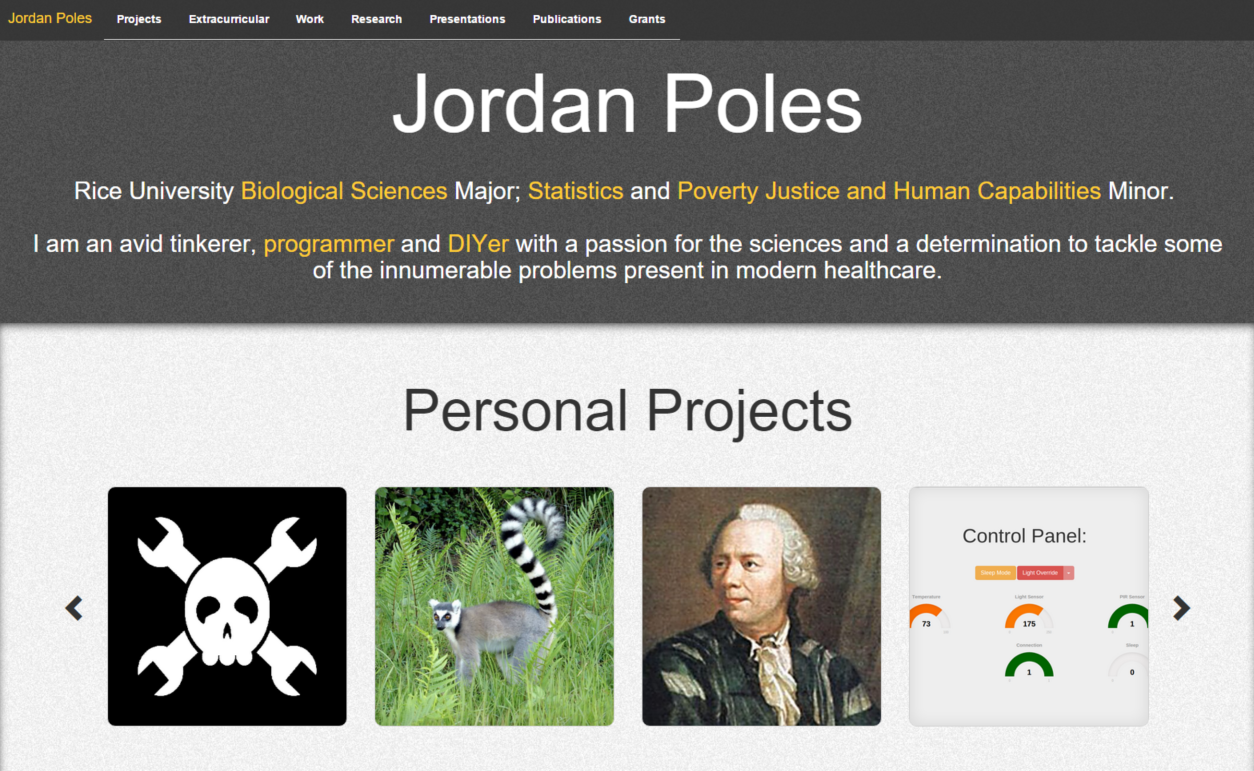 Jordan Poles Projects Extracurricular Work Research Presentations Publications Grants
Jordan Poles
Rice University Biological Sciences Major; Statistics and Poverty Justice and Human Capabilities Minor.
I am an avid tinkerer, programmer and DIYer with a passion for the sciences and a determination to tackle some
of the innumerable problems present in modern healthcare.
Personal Projects
Control Panel:
Sleep Mode Light Override
Temperature Light Sensor PIR Sensor
73 175 1
Connection Sleep
1 0